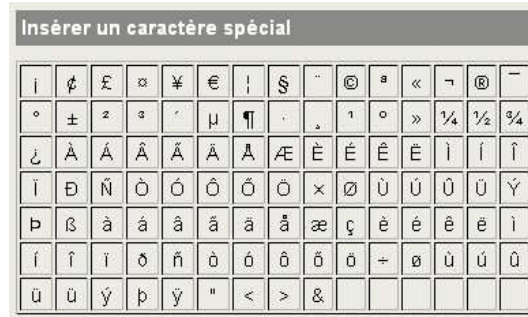 Insérer un caractère spécial
¡ ¢ £ ¤ ¥ € ¦ § ¨ © ª « ¬ ® ¯
° ± ² ³ ´ µ ¶ · ¸ ¹ º » ¼ ½ ¾
¿ À Á Â Ã Ä Å Æ È É Ê Ë Ì Í Î
Ï Ð Ñ Ò Ó Ô Õ Ö × Ø Ù Ú Û Ü Ý
Þ ß à á â ã ä å æ ç è é ê ë ì
í î ï ð ñ ò ó ô õ ö ÷ ø ù ú û
ü ü ý þ ÿ " < > &